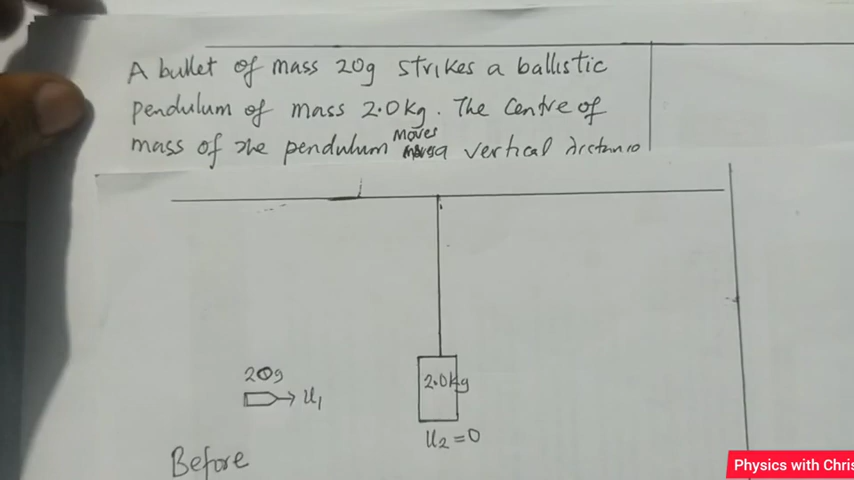 A bullet of mass 20g strikes a ballistic
pendulum of mass 2.0kg. The centre of
mass of the pendulum moves a vertical distance
20g
u₁
2.0kg
u₂=0
Before
Physics with Chris